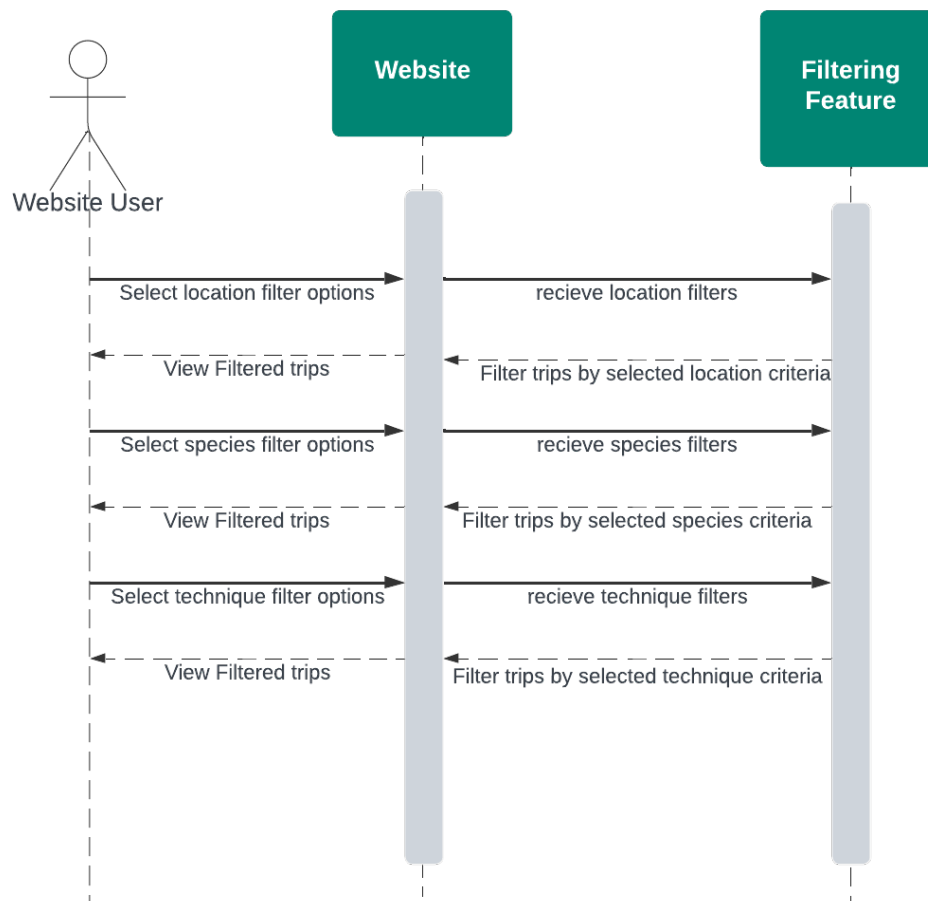 Website
Filtering
Feature
Website User
Select location filter options
recieve location filters
View Filtered trips
Filter trips by selected location criteria
Select species filter options
recieve species filters
View Filtered trips
Filter trips by selected species criteria
Select technique filter options
recieve technique filters
View Filtered trips
Filter trips by selected technique criteria